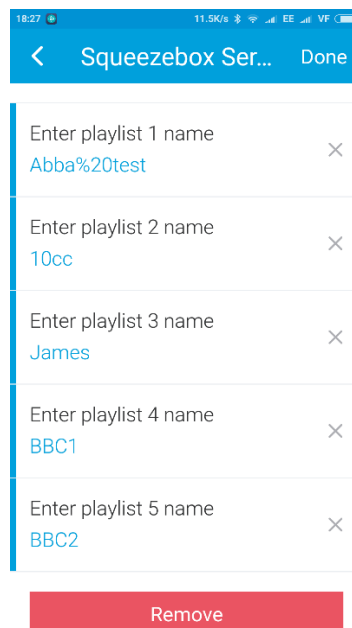 18:27 11.5K/s EE VF
Squeezebox Ser... Done
Enter playlist 1 name
Abba%20test
Enter playlist 2 name
10cc
Enter playlist 3 name
James
Enter playlist 4 name
BBC1
Enter playlist 5 name
BBC2
Remove